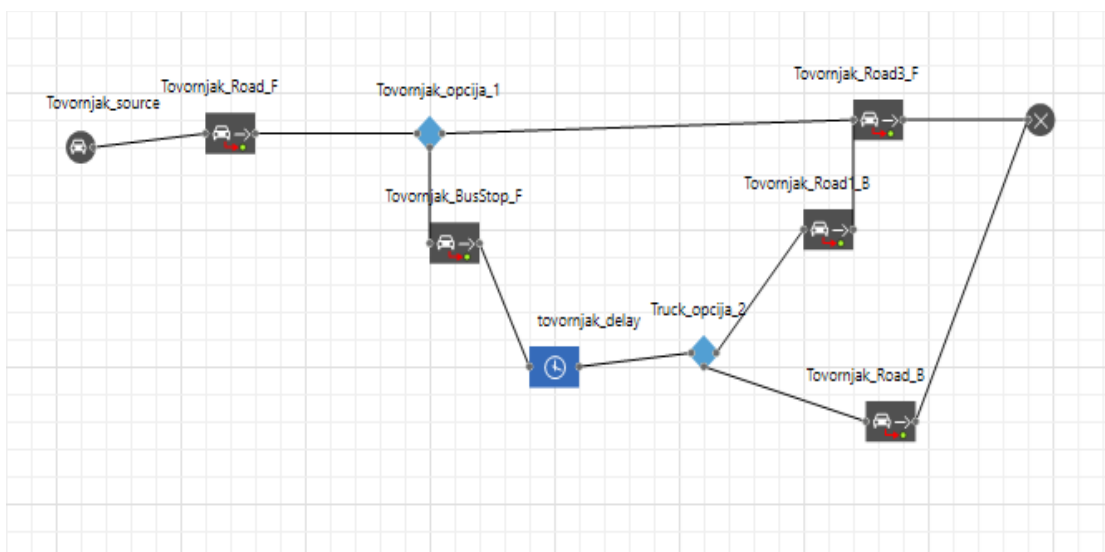 Tovornjak_source
Tovornjak_Road_F
Tovornjak_opcija_1
Tovornjak_Road3_F
Tovornjak_BusStop_F
Tovornjak_Road1_B
tovornjak_delay
Truck_opcija_2
Tovornjak_Road_B